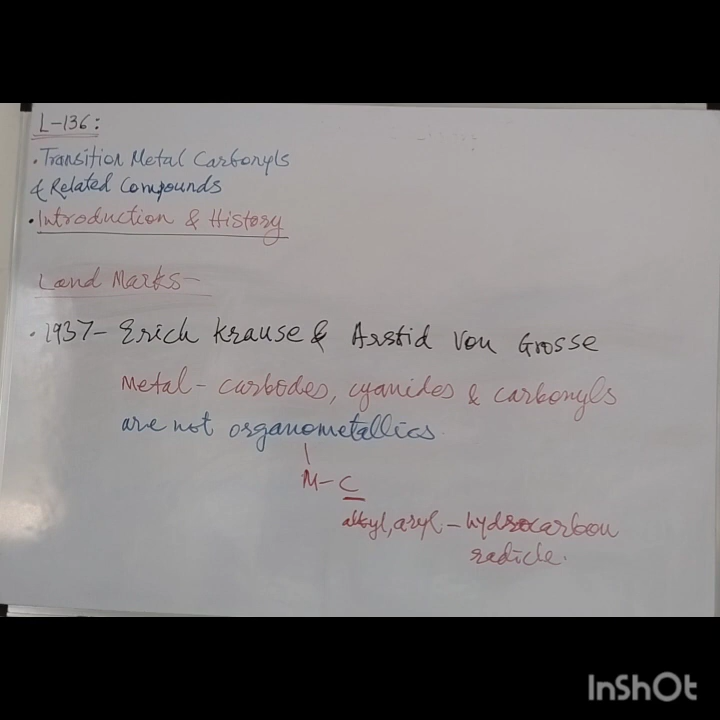 L-136:
• Transition Metal Carbonyls
& Related Compounds
• Introduction & History
Land Marks-
• 1937- Erich Krause & Arstid Von Grosse
Metal - carbodes, cyanides & carbonyls
are not organometallics.
M-C
alkyl, aryl - hydrocarbon
radicle.
InShOt